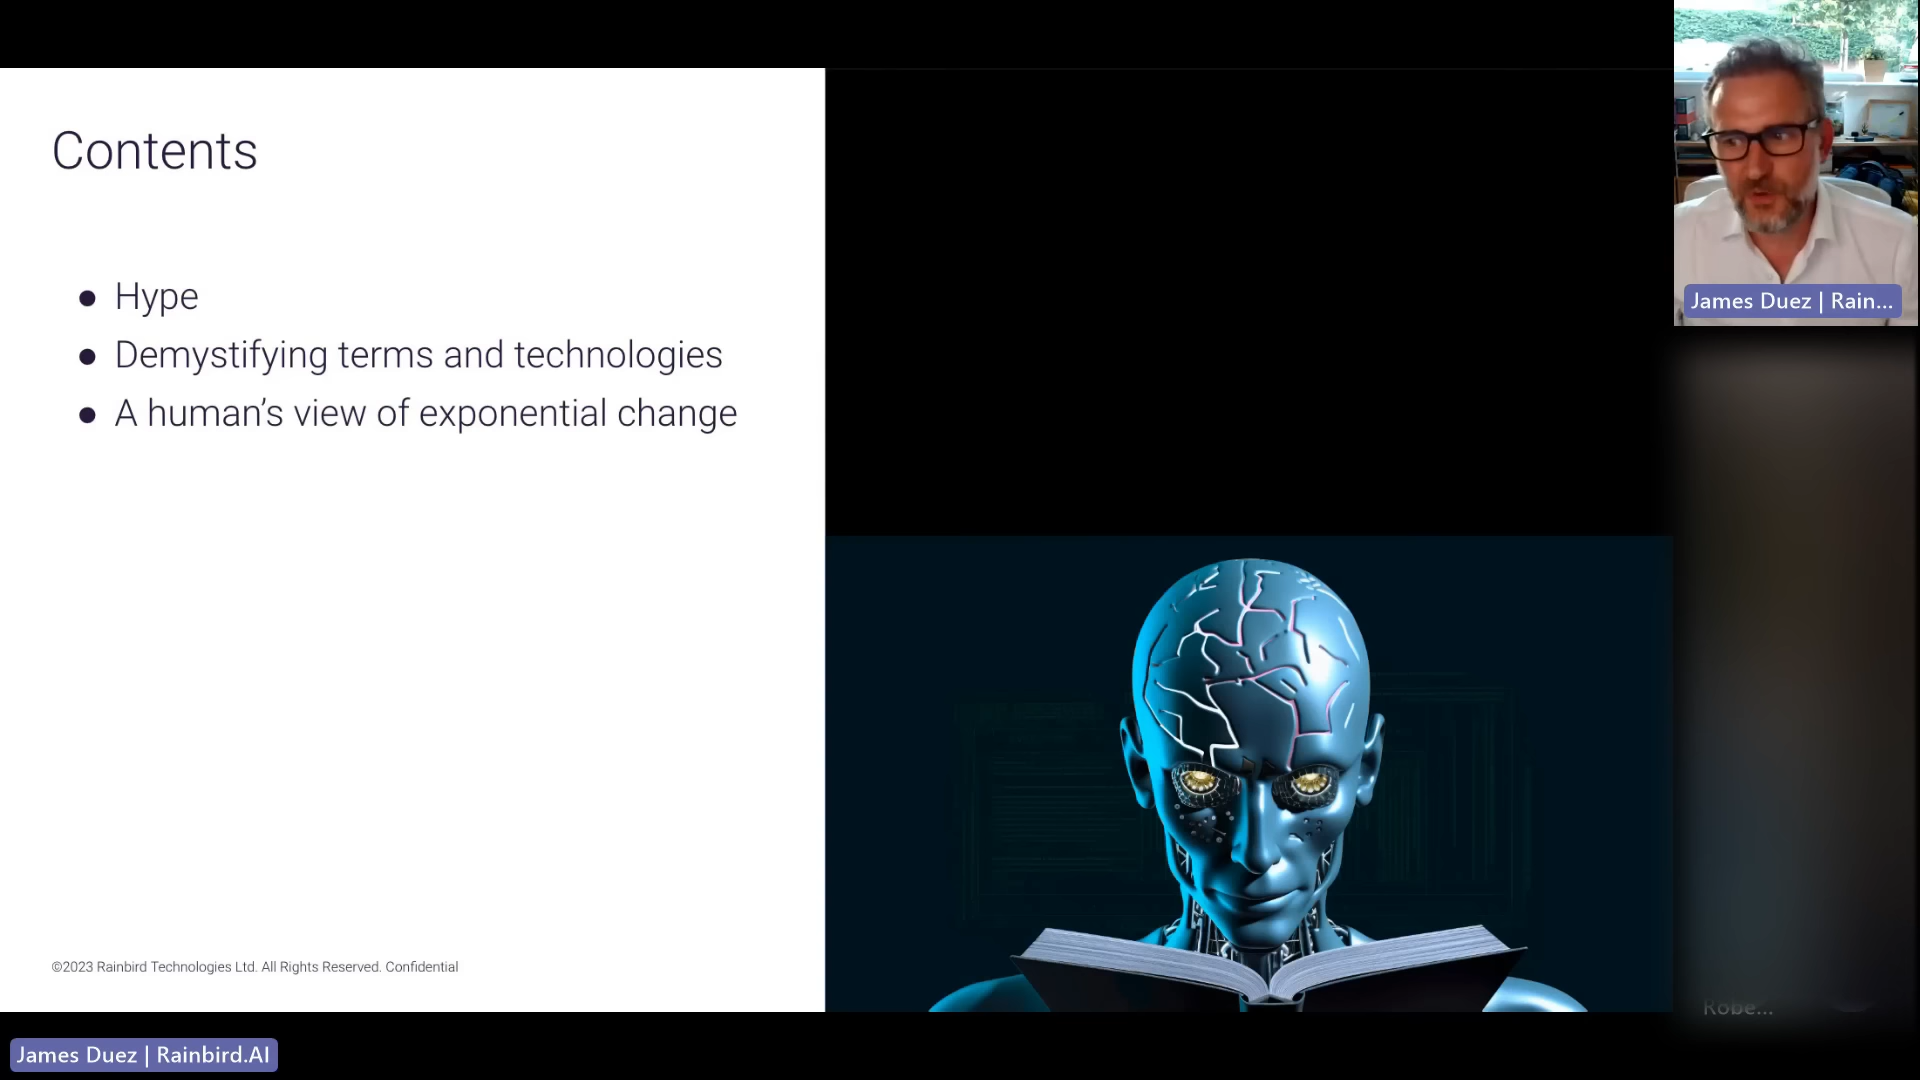 Contents
● Hype
● Demystifying terms and technologies
● A human’s view of exponential change
©2023 Rainbird Technologies Ltd. All Rights Reserved. Confidential
James Duez | Rain...
Robe...
James Duez | Rainbird.AI